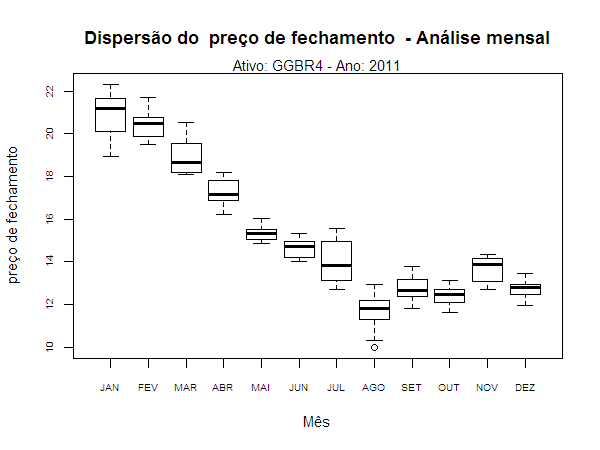 Dispersão do  preço de fechamento  - Análise mensal
Ativo: GGBR4 - Ano: 2011
preço de fechamento
22
20
18
16
14
12
10
JAN FEV MAR ABR MAI JUN JUL AGO SET OUT NOV DEZ
Mês